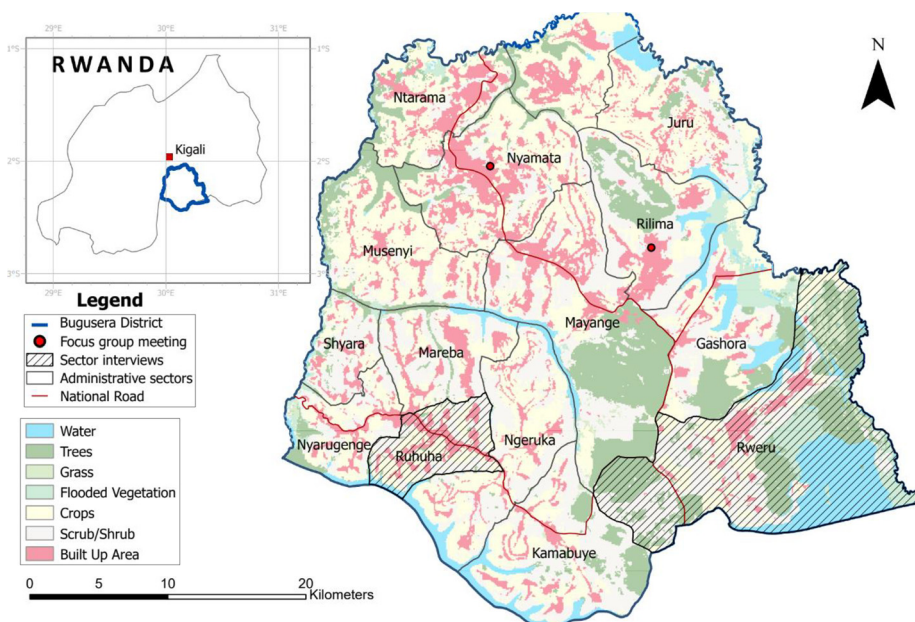 29°E
30°E
31°E
1°S
1°S
RWANDA
Kigali
2°S
2°S
3°S
3°S
29°E
30°E
31°E
N
Ntarama
Juru
Nyamata
Rilima
Musenyi
Mayange
Shyara
Mareba
Gashora
Nyarugenge
Ruhuha
Ngeruka
Rweru
Kamabuye
Legend
Bugusera District
Focus group meeting
Sector interviews
Administrative sectors
National Road
Water
Trees
Grass
Flooded Vegetation
Crops
Scrub/Shrub
Built Up Area
0 5 10 20
Kilometers